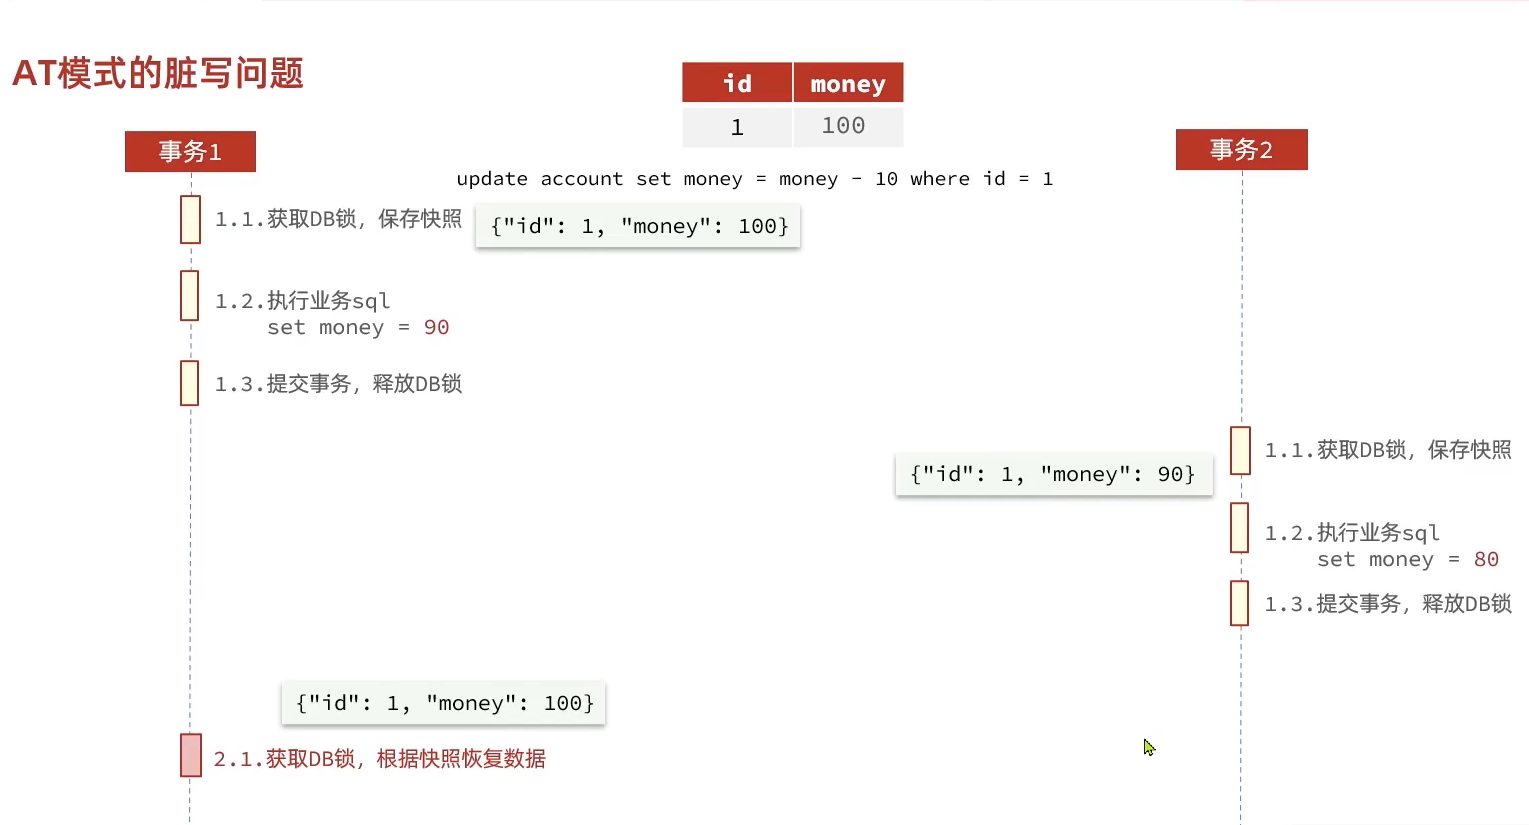 AT模式的脏写问题
id money
1 100
事务1
事务2
update account set money = money - 10 where id = 1
1.1.获取DB锁，保存快照
{"id": 1, "money": 100}
1.2.执行业务sql
set money = 90
1.3.提交事务，释放DB锁
1.1.获取DB锁，保存快照
{"id": 1, "money": 90}
1.2.执行业务sql
set money = 80
1.3.提交事务，释放DB锁
{"id": 1, "money": 100}
2.1.获取DB锁，根据快照恢复数据